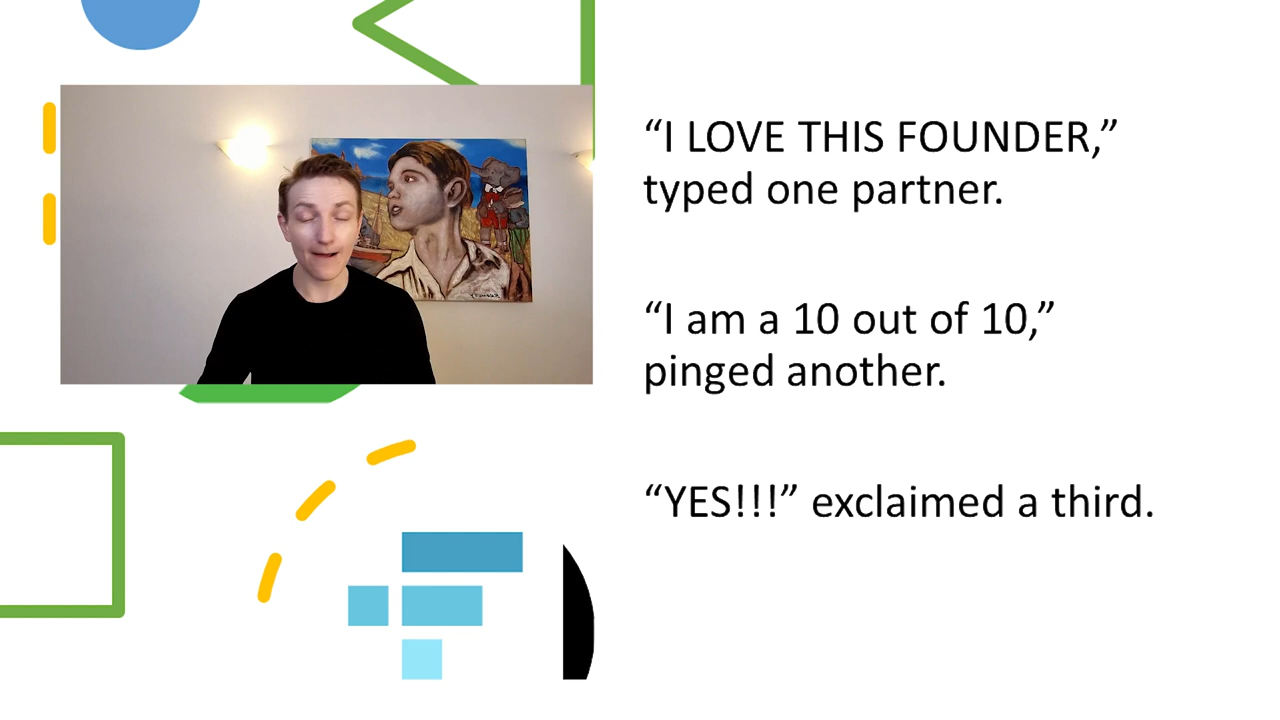 “I LOVE THIS FOUNDER,”
typed one partner.
“I am a 10 out of 10,”
pinged another.
“YES!!!” exclaimed a third.